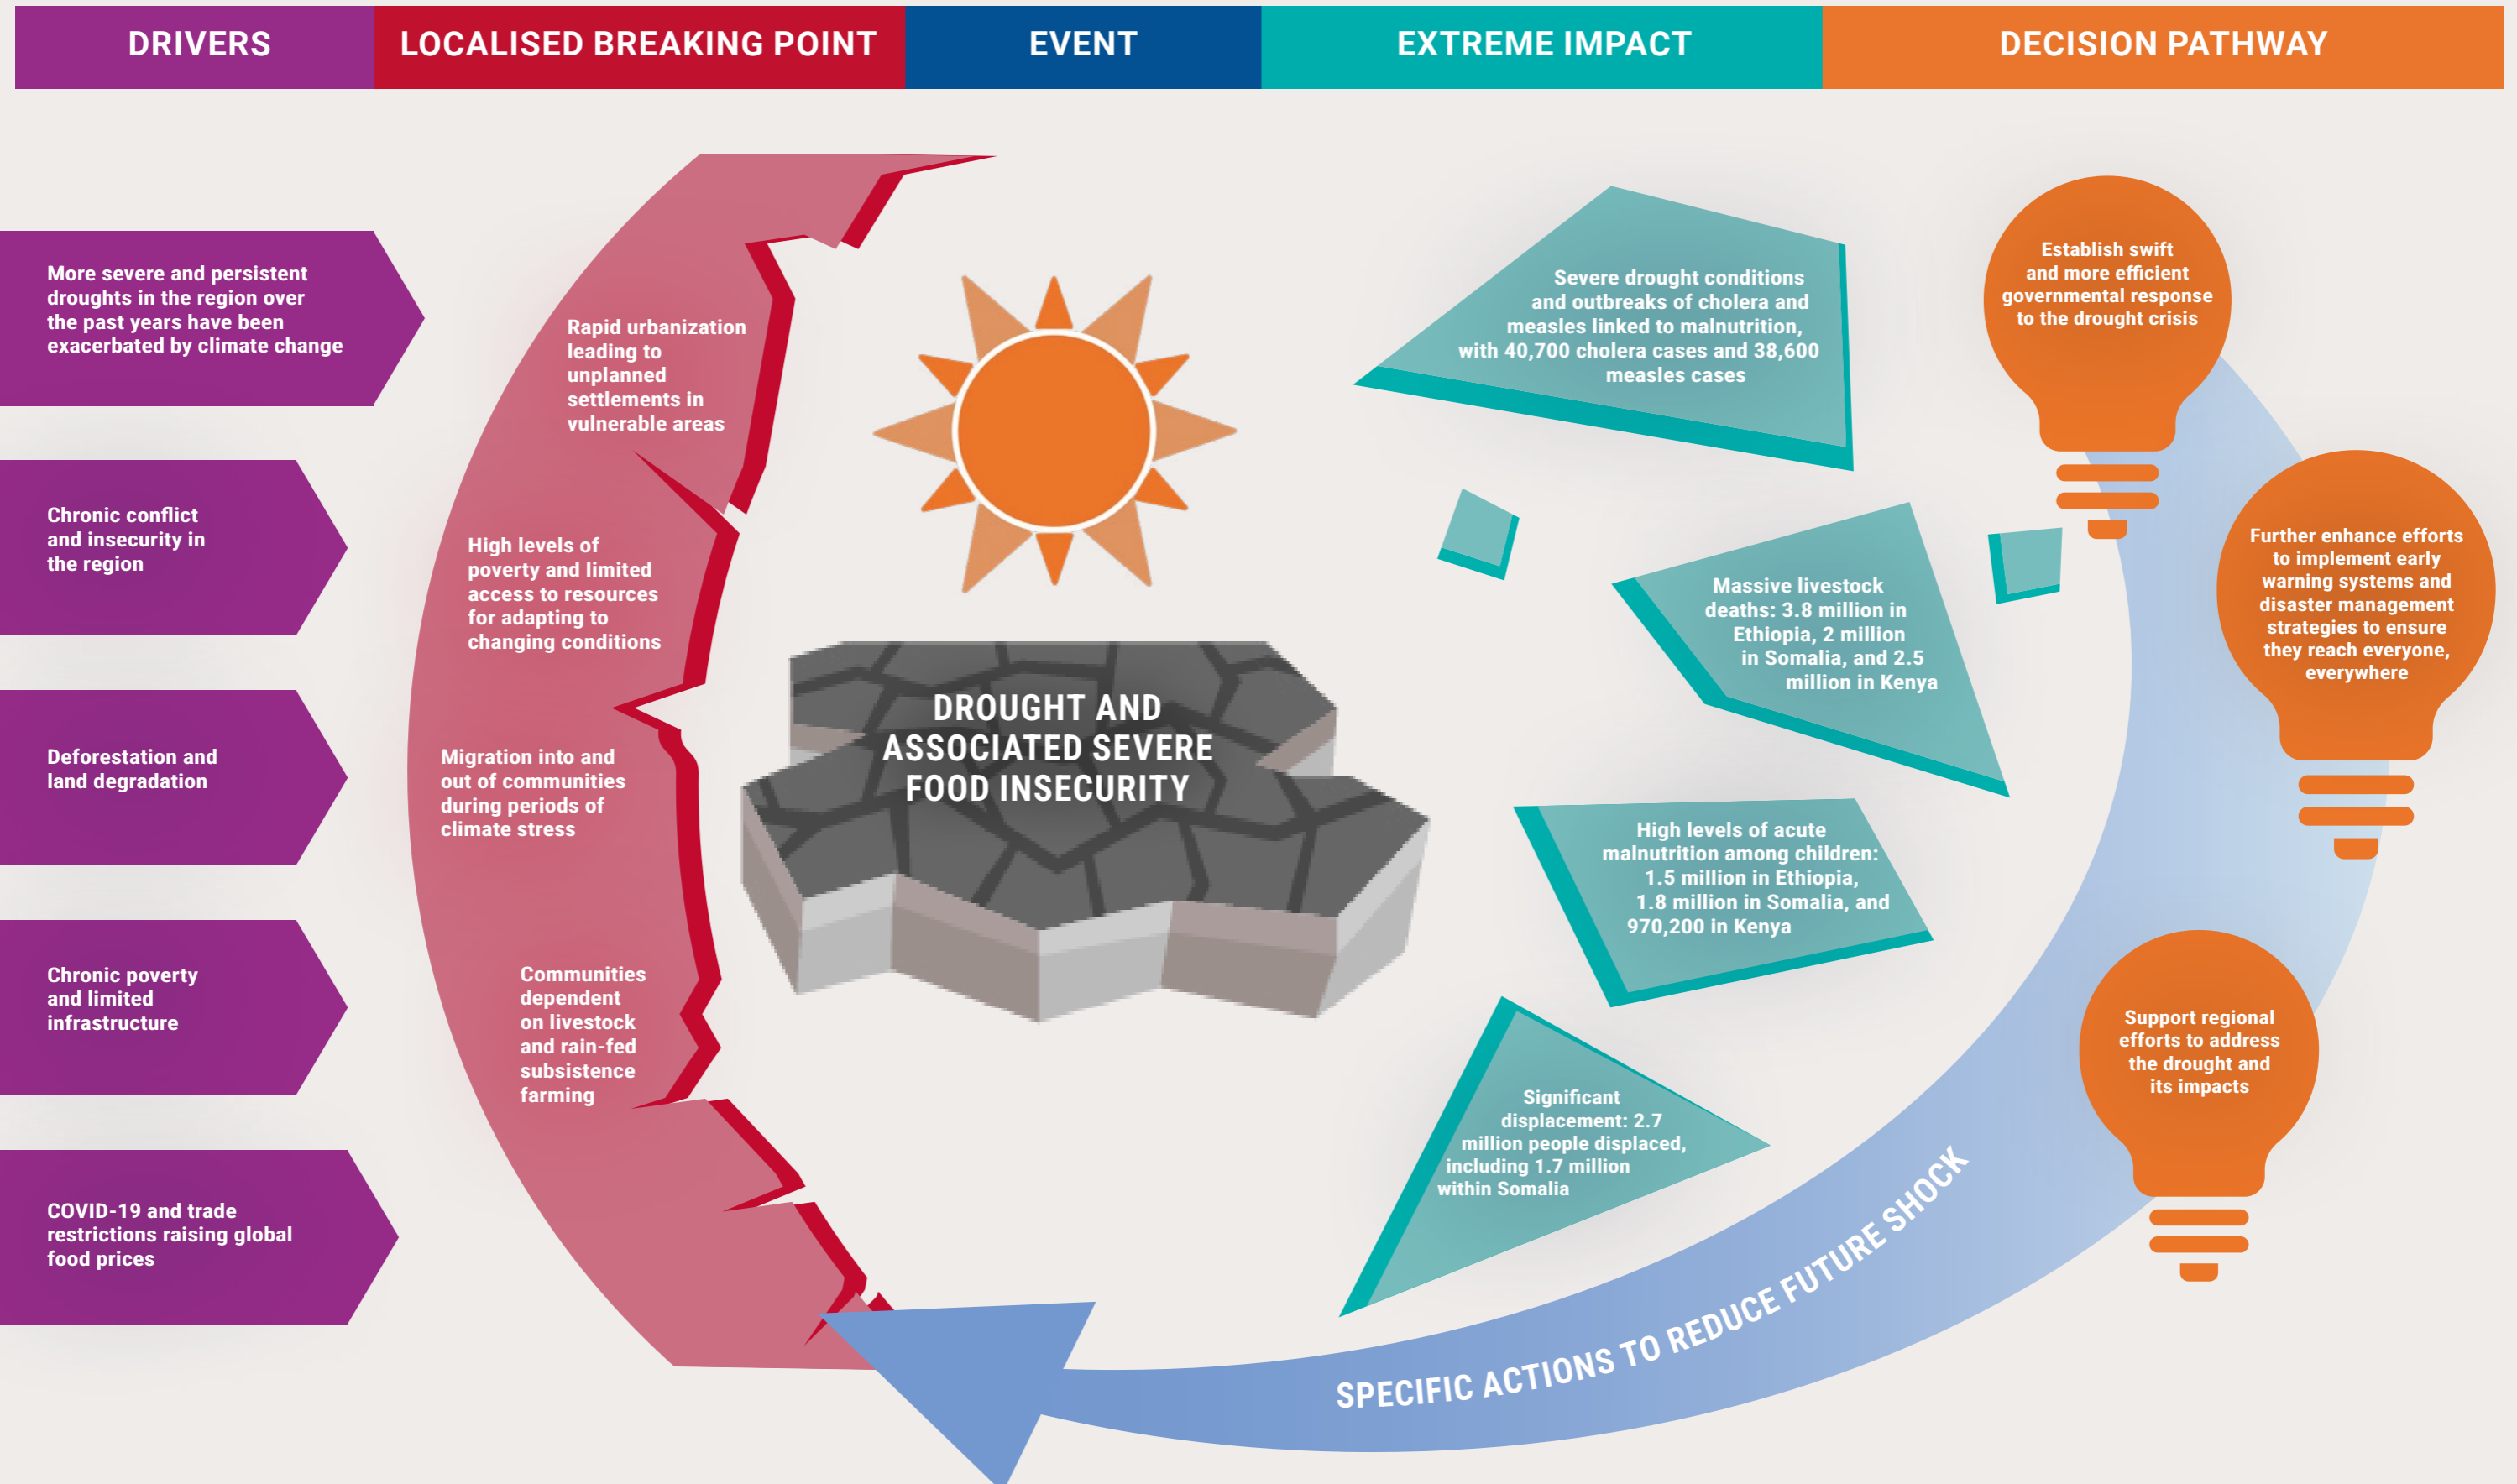 DRIVERS
LOCALISED BREAKING POINT
EVENT
EXTREME IMPACT
DECISION PATHWAY
More severe and persistent
droughts in the region over
the past years have been
exacerbated by climate change
Chronic conflict
and insecurity in
the region
Deforestation and
land degradation
Chronic poverty
and limited
infrastructure
COVID-19 and trade
restrictions raising global
food prices
Rapid urbanization
leading to
unplanned
settlements in
vulnerable areas
High levels of
poverty and limited
access to resources
for adapting to
changing conditions
Migration into and
out of communities
during periods of
climate stress
Communities
dependent
on livestock
and rain-fed
subsistence
farming
DROUGHT AND
ASSOCIATED SEVERE
FOOD INSECURITY
Severe drought conditions
and outbreaks of cholera and
measles linked to malnutrition,
with 40,700 cholera cases and 38,600
measles cases
Massive livestock
deaths: 3.8 million in
Ethiopia, 2 million
in Somalia, and 2.5
million in Kenya
High levels of acute
malnutrition among children:
1.5 million in Ethiopia,
1.8 million in Somalia, and
970,200 in Kenya
Significant
displacement: 2.7
million people displaced,
including 1.7 million
within Somalia
Establish swift
and more efficient
governmental response
to the drought crisis
Further enhance efforts
to implement early
warning systems and
disaster management
strategies to ensure
they reach everyone,
everywhere
Support regional
efforts to address
the drought and
its impacts
SPECIFIC ACTIONS TO REDUCE FUTURE SHOCK